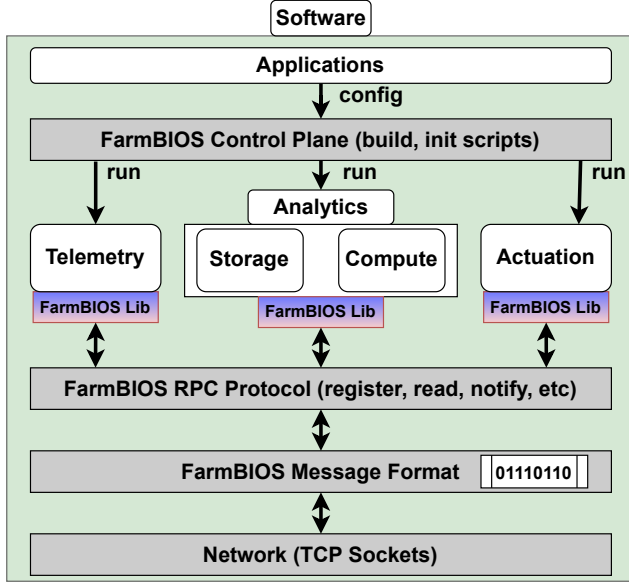 Software
Applications
config
FarmBIOS Control Plane (build, init scripts)
run
run
run
Analytics
Telemetry
Storage
Compute
Actuation
FarmBIOS Lib
FarmBIOS Lib
FarmBIOS Lib
FarmBIOS RPC Protocol (register, read, notify, etc)
FarmBIOS Message Format
01110110
Network (TCP Sockets)